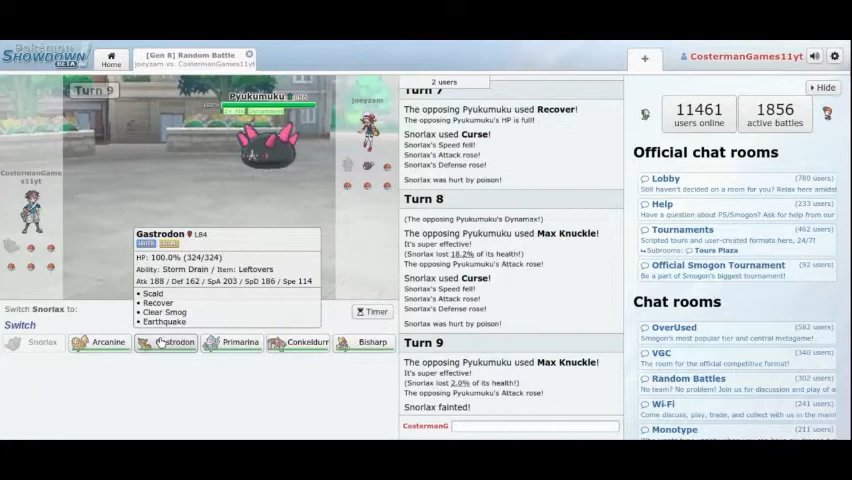 Pokémon
SHOWDOWN!
BETA
Home
[Gen 8] Random Battle
joeyzam vs. CostermanGames11yt
+
CostermanGames11yt
Turn 9
Pyukumuku L85
Dynamaxed
joeyzam
CostermanGame
s11yt
Gastrodon L84
WATER GROUND
HP: 100.0% (324/324)
Ability: Storm Drain / Item: Leftovers
Atk 188 / Def 162 / SpA 203 / SpD 186 / Spe 114
• Scald
• Recover
• Clear Smog
• Earthquake
Switch Snorlax to:
Timer
Switch
Snorlax
Arcanine
Gastrodon
Primarina
Conkeldurr
Bisharp
2 users
Turn 7
The opposing Pyukumuku used Recover!
The opposing Pyukumuku's HP is full!
Snorlax used Curse!
Snorlax's Speed fell!
Snorlax's Attack rose!
Snorlax's Defense rose!
Snorlax was hurt by poison!
Turn 8
(The opposing Pyukumuku's Dynamax!)
The opposing Pyukumuku used Max Knuckle!
It's super effective!
(Snorlax lost 18.2% of its health!)
The opposing Pyukumuku's Attack rose!
Snorlax used Curse!
Snorlax's Speed fell!
Snorlax's Attack rose!
Snorlax's Defense rose!
Snorlax was hurt by poison!
Turn 9
The opposing Pyukumuku used Max Knuckle!
It's super effective!
(Snorlax lost 2.0% of its health!)
The opposing Pyukumuku's Attack rose!
Snorlax fainted!
CostermanG
Hide
11461
users online
1856
active battles
Official chat rooms
Lobby (780 users)
Still haven't decided on a room for you? Relax here amidst
Help (233 users)
Have a question about PS/Smogon? Ask for help from our
Tournaments (462 users)
Scripted tours and user-created formats here, 24/7!
Subrooms: Tours Plaza
Official Smogon Tournament (92 users)
Be a part of Smogon's biggest tournament!
Chat rooms
OverUsed (582 users)
Smogon's most popular tier and central metagame!
VGC (340 users)
The room for the official competitive format!
Random Battles (302 users)
No team? No problem! Join us for discussion and play of a
Wi-Fi (241 users)
Come discuss, play, trade, and collect with us in the main
Monotype (211 users)